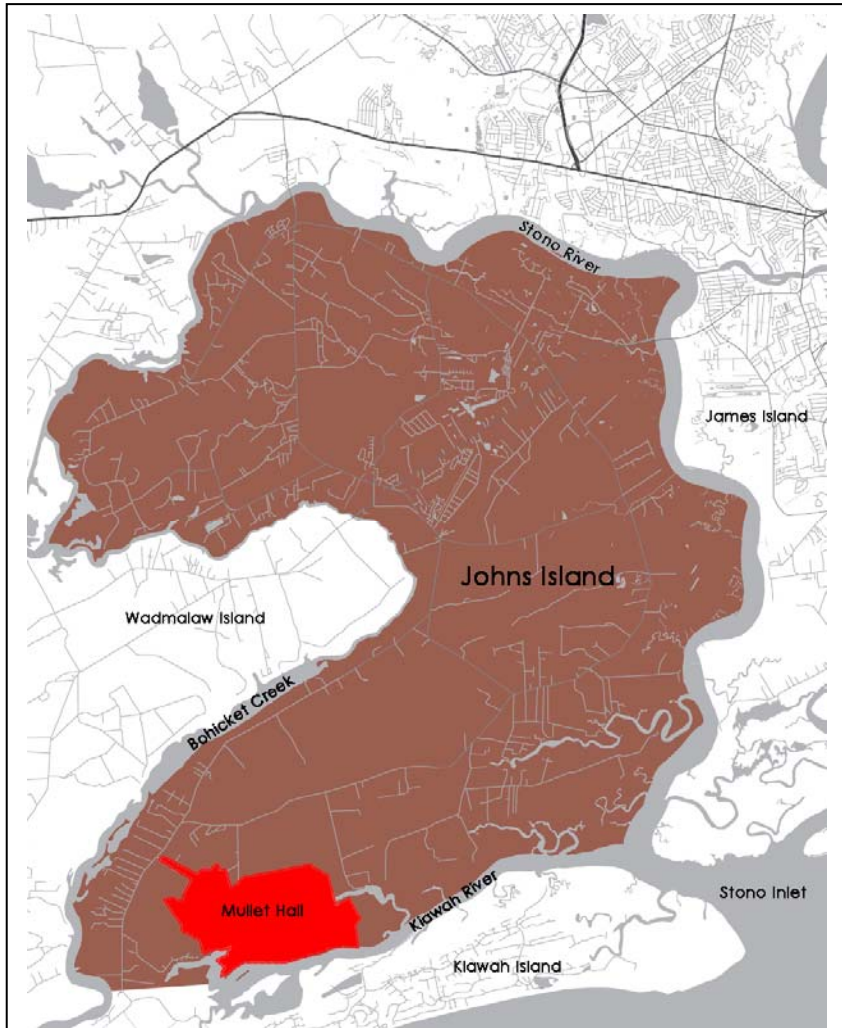 Stono River
James Island
Johns Island
Wadmalaw Island
Bohicket Creek
Kiawah River
Stono Inlet
Mullet Hall
Kiawah Island